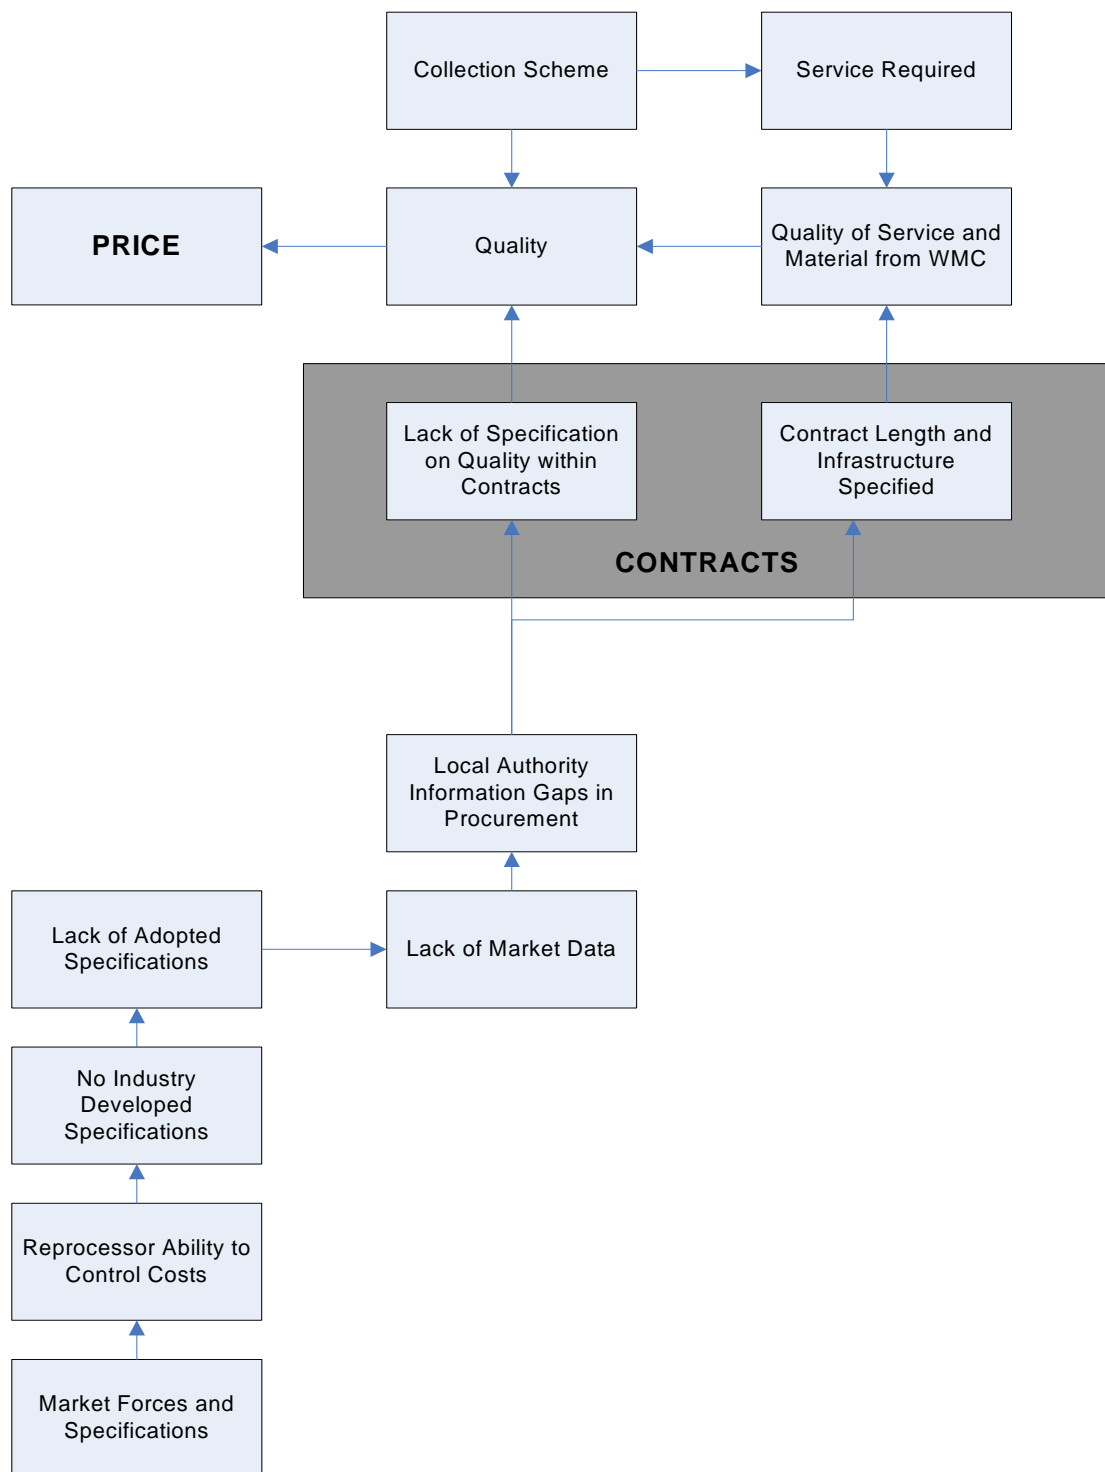 Collection Scheme
Service Required
PRICE
Quality
Quality of Service and
Material from WMC
Lack of Specification
on Quality within
Contracts
Contract Length and
Infrastructure
Specified
CONTRACTS
Local Authority
Information Gaps in
Procurement
Lack of Adopted
Specifications
Lack of Market Data
No Industry
Developed
Specifications
Reprocessor Ability to
Control Costs
Market Forces and
Specifications